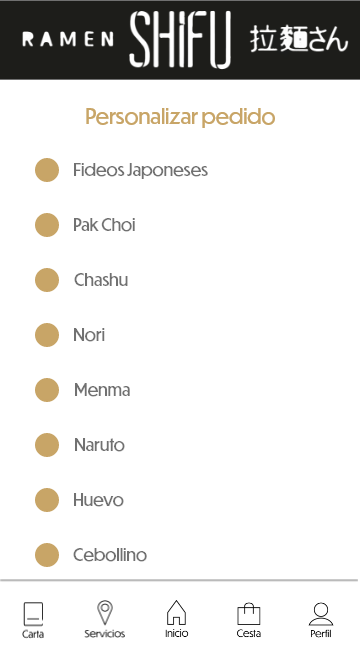 RAMEN SHiFU 拉麺さん
Personalizar pedido
Fideos Japoneses
Pak Choi
Chashu
Nori
Menma
Naruto
Huevo
Cebollino
Carta Servicios Inicio Cesta Perfil